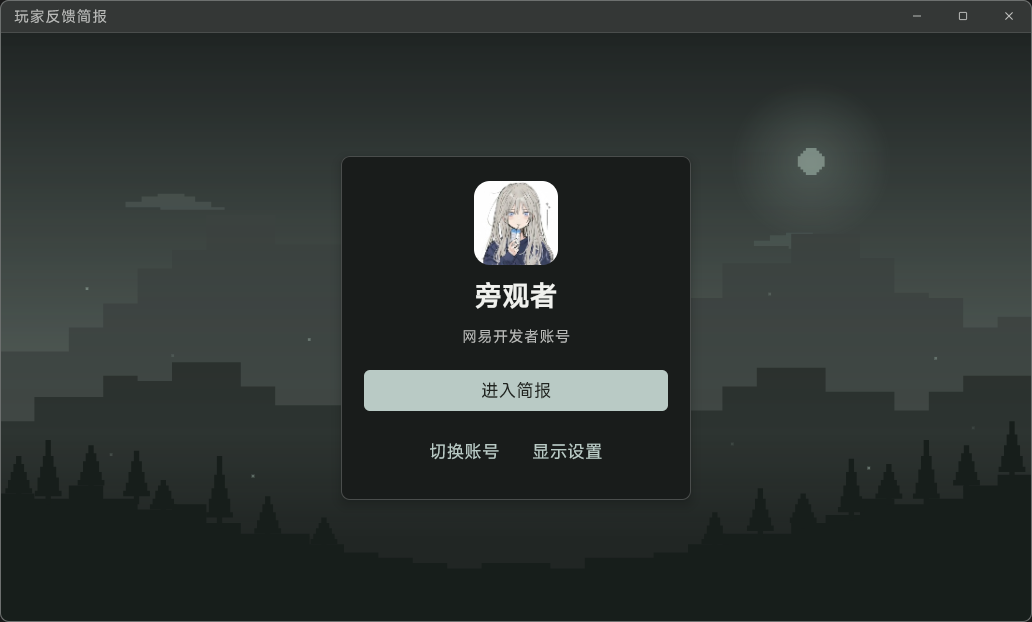 玩家反馈简报
旁观者
网易开发者账号
进入简报
切换账号 显示设置